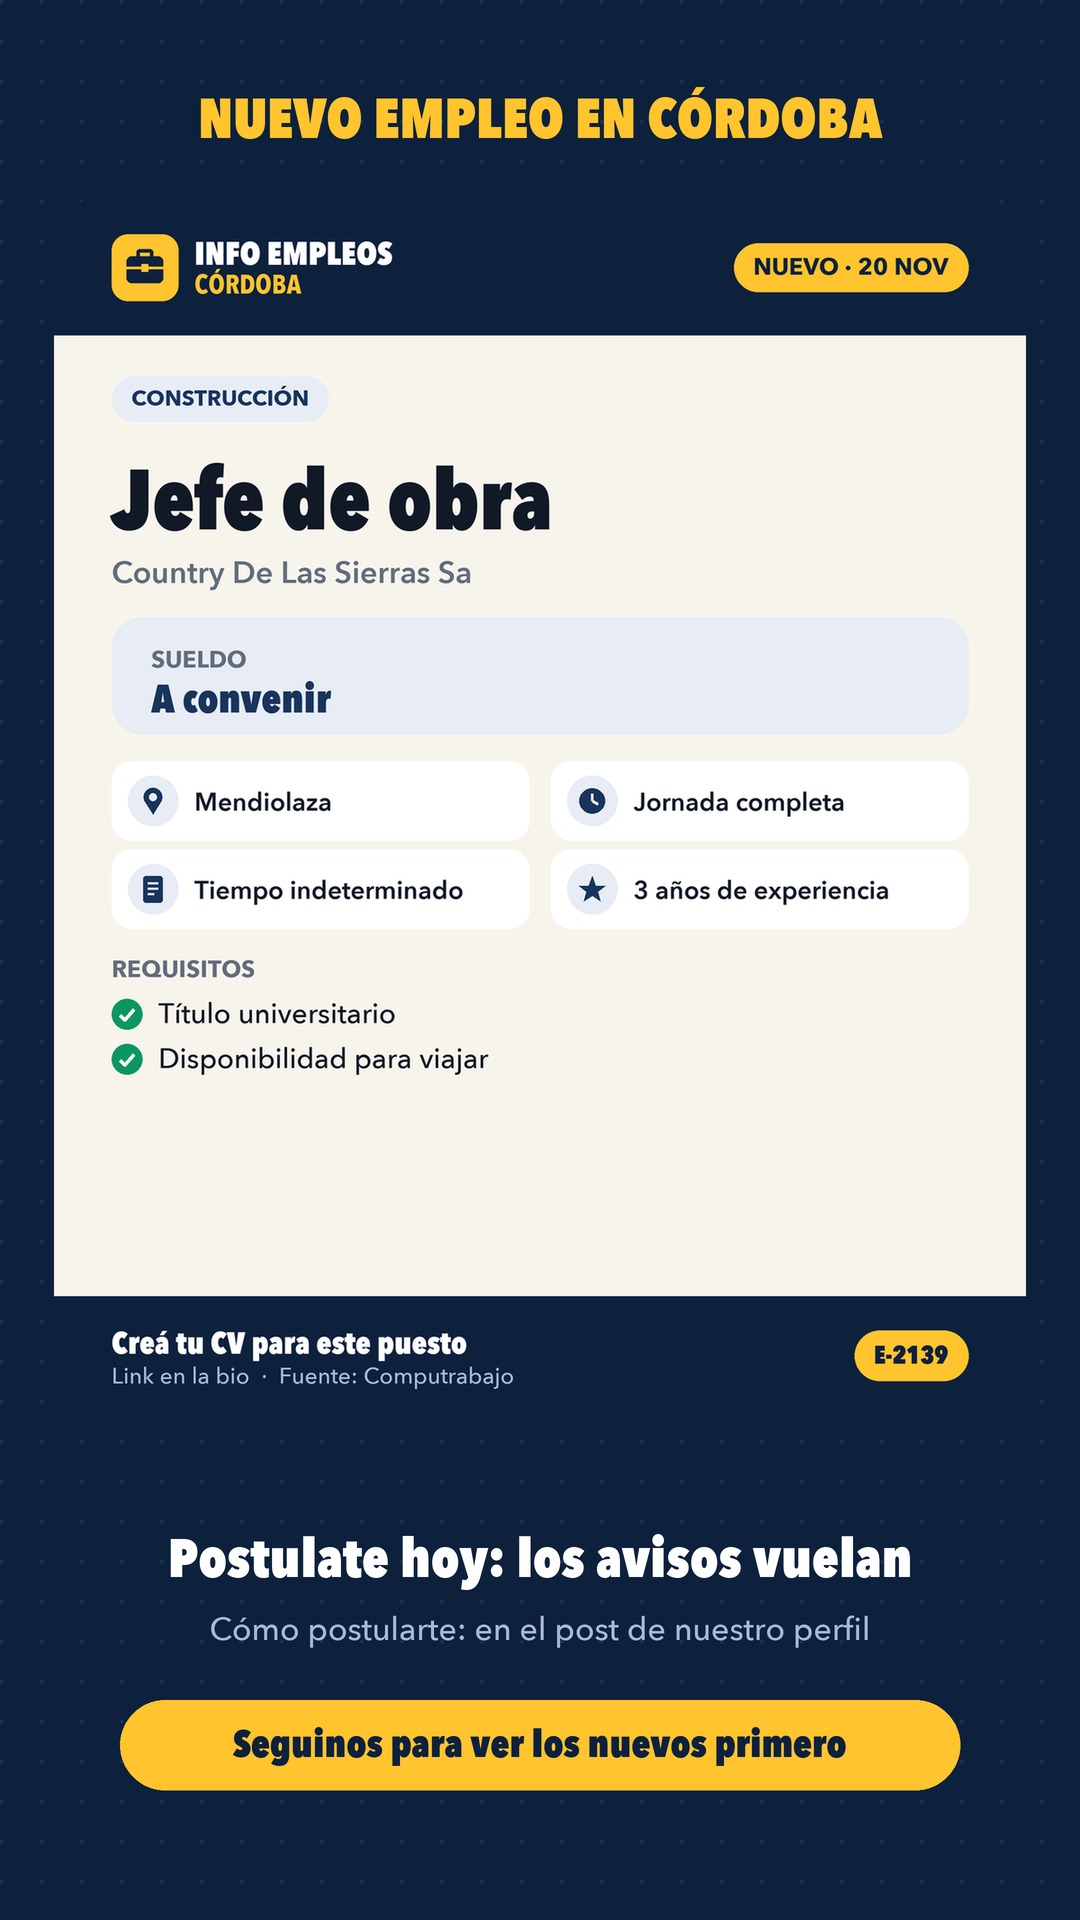 NUEVO EMPLEO EN CÓRDOBA
INFO EMPLEOS
CÓRDOBA
NUEVO · 20 NOV
CONSTRUCCIÓN
Jefe de obra
Country De Las Sierras Sa
SUELDO
A convenir
Mendiolaza
Jornada completa
Tiempo indeterminado
3 años de experiencia
REQUISITOS
Título universitario
Disponibilidad para viajar
Creá tu CV para este puesto
Link en la bio · Fuente: Computrabajo
E-2139
Postulate hoy: los avisos vuelan
Cómo postularte: en el post de nuestro perfil
Seguinos para ver los nuevos primero